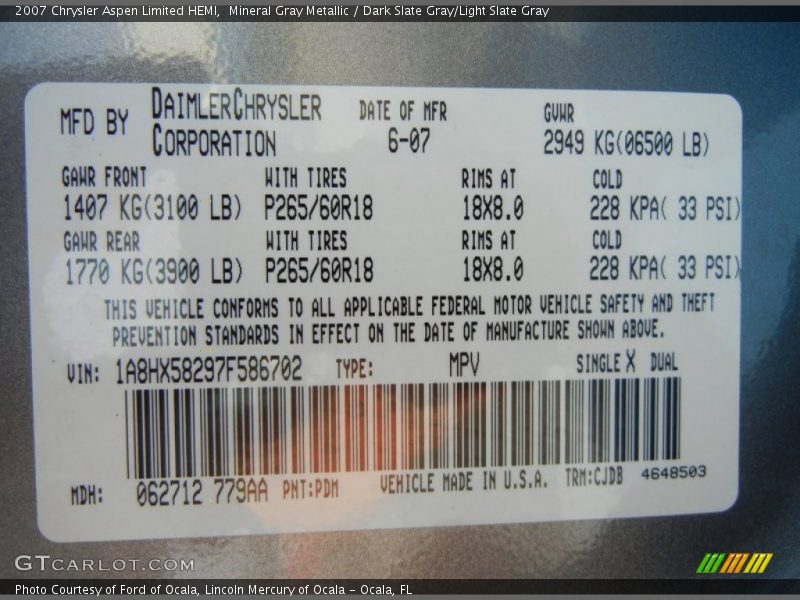 2007 Chrysler Aspen Limited HEMI, Mineral Gray Metallic / Dark Slate Gray/Light Slate Gray
MFD BY DAIMLERCHRYSLER CORPORATION DATE OF MFR 6-07 GVWR 2949 KG(06500 LB)
GAWR FRONT WITH TIRES RIMS AT COLD
1407 KG(3100 LB) P265/60R18 18X8.0 228 KPA( 33 PSI)
GAWR REAR WITH TIRES RIMS AT COLD
1770 KG(3900 LB) P265/60R18 18X8.0 228 KPA( 33 PSI)
THIS VEHICLE CONFORMS TO ALL APPLICABLE FEDERAL MOTOR VEHICLE SAFETY AND THEFT
PREVENTION STANDARDS IN EFFECT ON THE DATE OF MANUFACTURE SHOWN ABOVE.
VIN: 1A8HX58297F586702 TYPE: MPV SINGLE X DUAL
MDH: 062712 779AA PNT:PDM VEHICLE MADE IN U.S.A. TRM:CJDB 4648503
GTCARLOT.COM
Photo Courtesy of Ford of Ocala, Lincoln Mercury of Ocala - Ocala, FL